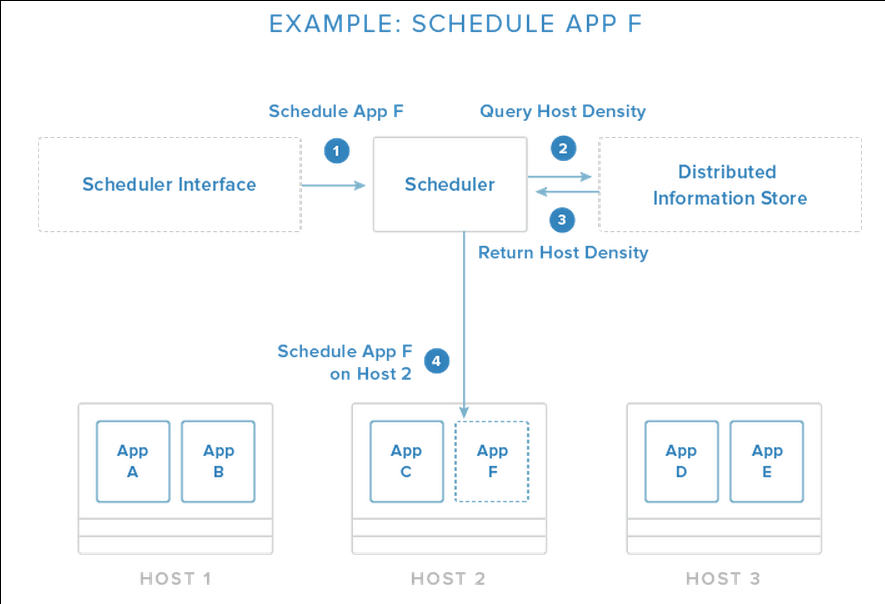 EXAMPLE: SCHEDULE APP F
Schedule App F
Query Host Density
1
2
Scheduler Interface
Scheduler
Distributed
Information Store
3
Return Host Density
Schedule App F
on Host 2
4
App
A
App
B
App
C
App
F
App
D
App
E
HOST 1
HOST 2
HOST 3